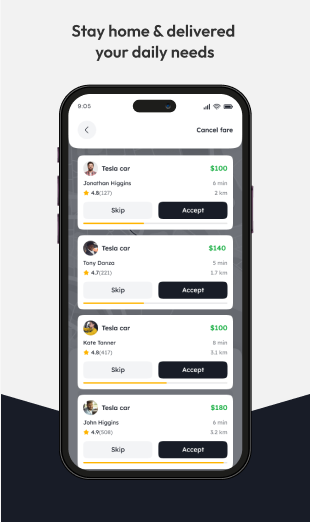 Stay home & delivered
your daily needs
9:05
Cancel fare
Tesla car $100
Jonathan Higgins 6 min
4.8(127) 2 km
Skip Accept
Tesla car $140
Tony Danza 5 min
4.7(221) 1.7 km
Skip Accept
Tesla car $100
Kate Tanner 8 min
4.8(417) 3.1 km
Skip Accept
Tesla car $180
John Higgins 6 min
4.9(508) 3.2 km
Skip Accept